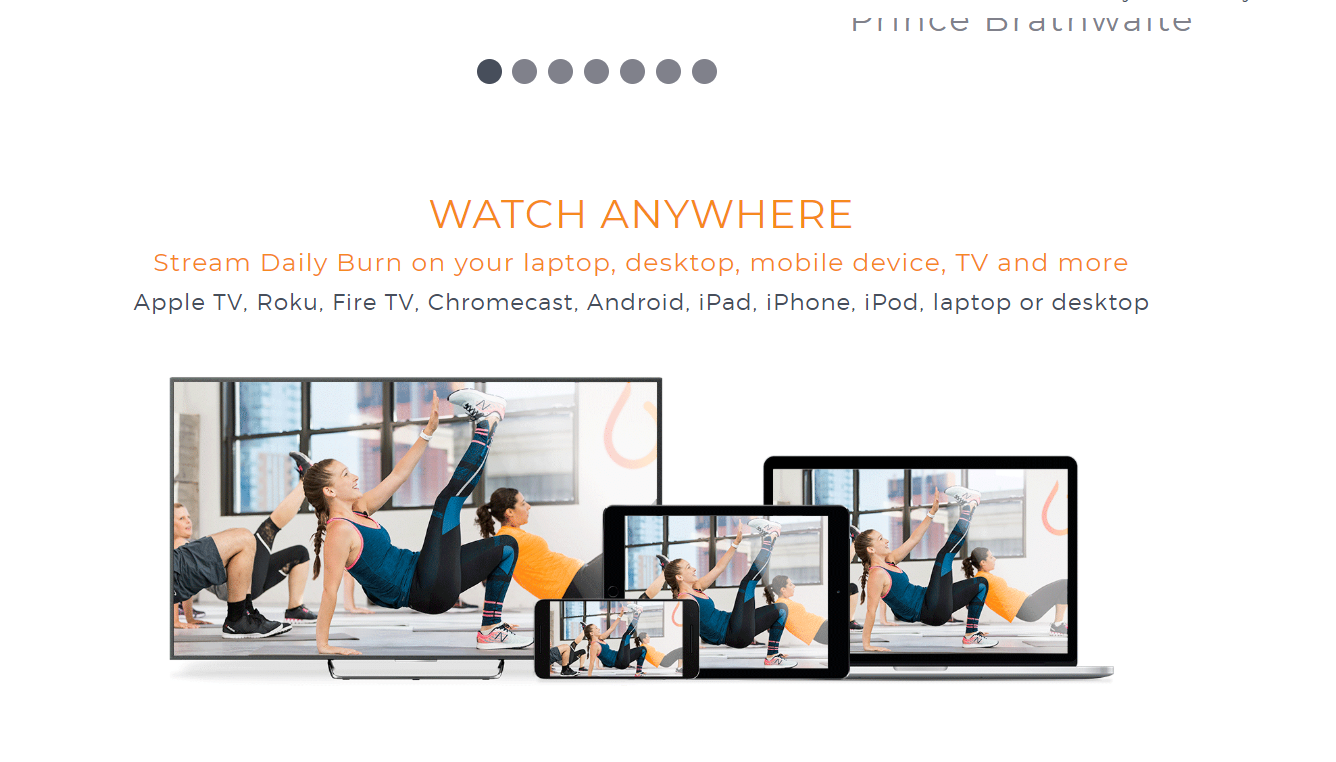 Prince Brathwaite
WATCH ANYWHERE
Stream Daily Burn on your laptop, desktop, mobile device, TV and more
Apple TV, Roku, Fire TV, Chromecast, Android, iPad, iPhone, iPod, laptop or desktop